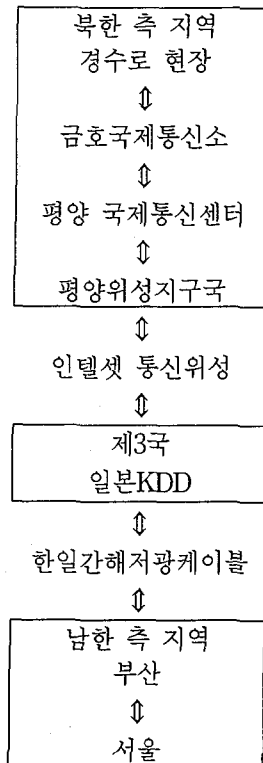 북한 측 지역
경수로 현장
⇕
금호국제통신소
⇕
평양 국제통신센터
⇕
평양위성지구국
⇕
인텔셋 통신위성
⇕
제3국
일본KDD
⇕
한일간해저광케이블
⇕
남한 측 지역
부산
⇕
서울